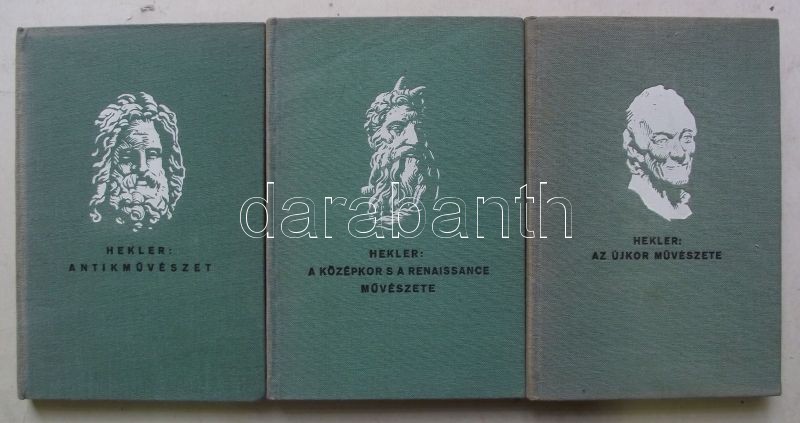 HEKLER:
ANTIKMŰVÉSZET
HEKLER:
A KÖZÉPKOR S A RENAISSANCE
MŰVÉSZETE
HEKLER:
AZ ÚJKOR MŰVÉSZETE
darabanth